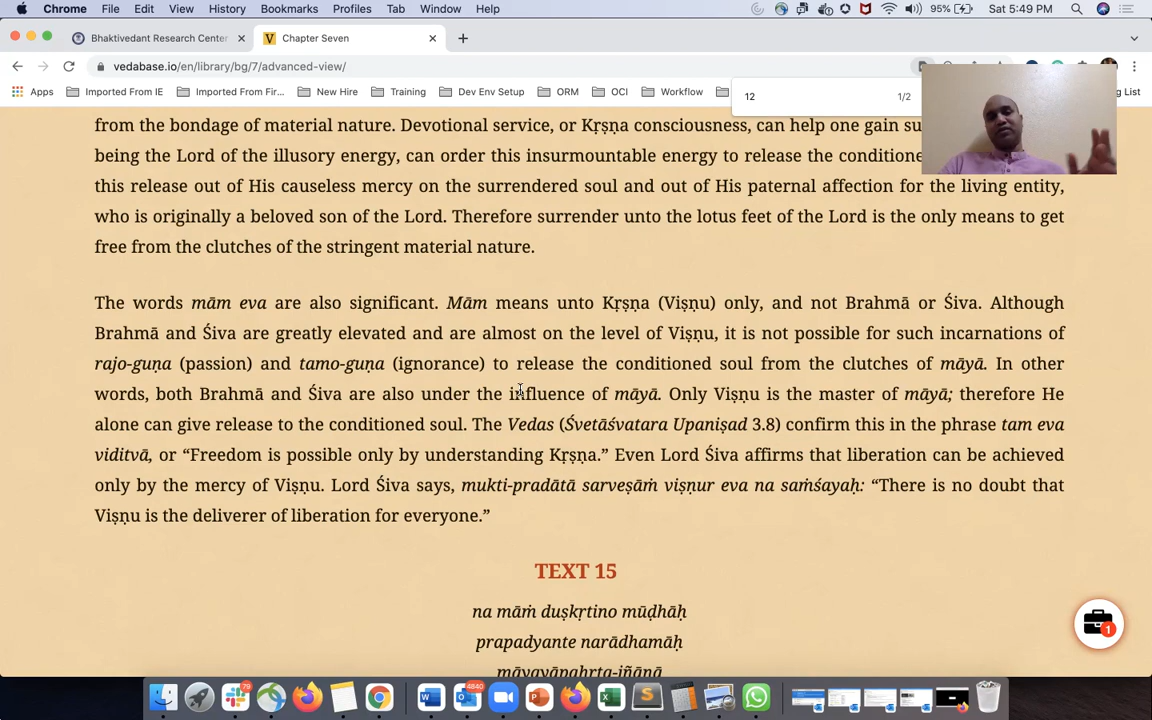 Chrome File Edit View History Bookmarks Profiles Tab Window Help 95% Sat 5:49 PM
Bhaktivedant Research Center
Chapter Seven
vedabase.io/en/library/bg/7/advanced-view/
Apps Imported From IE Imported From Fir... New Hire Training Dev Env Setup ORM OCI Workflow
12 1/2
from the bondage of material nature. Devotional service, or Kṛṣṇa consciousness, can help one gain
being the Lord of the illusory energy, can order this insurmountable energy to release the
this release out of His causeless mercy on the surrendered soul and out of His paternal affection for the living entity,
who is originally a beloved son of the Lord. Therefore surrender unto the lotus feet of the Lord is the only means to get
free from the clutches of the stringent material nature.
The words mām eva are also significant. Mām means unto Kṛṣṇa (Viṣṇu) only, and not Brahmā or Śiva. Although
Brahmā and Śiva are greatly elevated and are almost on the level of Viṣṇu, it is not possible for such incarnations of
rajo-guṇa (passion) and tamo-guṇa (ignorance) to release the conditioned soul from the clutches of māyā. In other
words, both Brahmā and Śiva are also under the influence of māyā. Only Viṣṇu is the master of māyā; therefore He
alone can give release to the conditioned soul. The Vedas (Śvetāśvatara Upaniṣad 3.8) confirm this in the phrase tam eva
viditvā, or “Freedom is possible only by understanding Kṛṣṇa.” Even Lord Śiva affirms that liberation can be achieved
only by the mercy of Viṣṇu. Lord Śiva says, mukti-pradātā sarveṣāṁ viṣṇur eva na saṁśayaḥ: “There is no doubt that
Viṣṇu is the deliverer of liberation for everyone.”
TEXT 15
na māṁ duṣkṛtino mūḍhāḥ
prapadyante narādhamāḥ
māyayāpahṛta-jñānā
1
79
4840